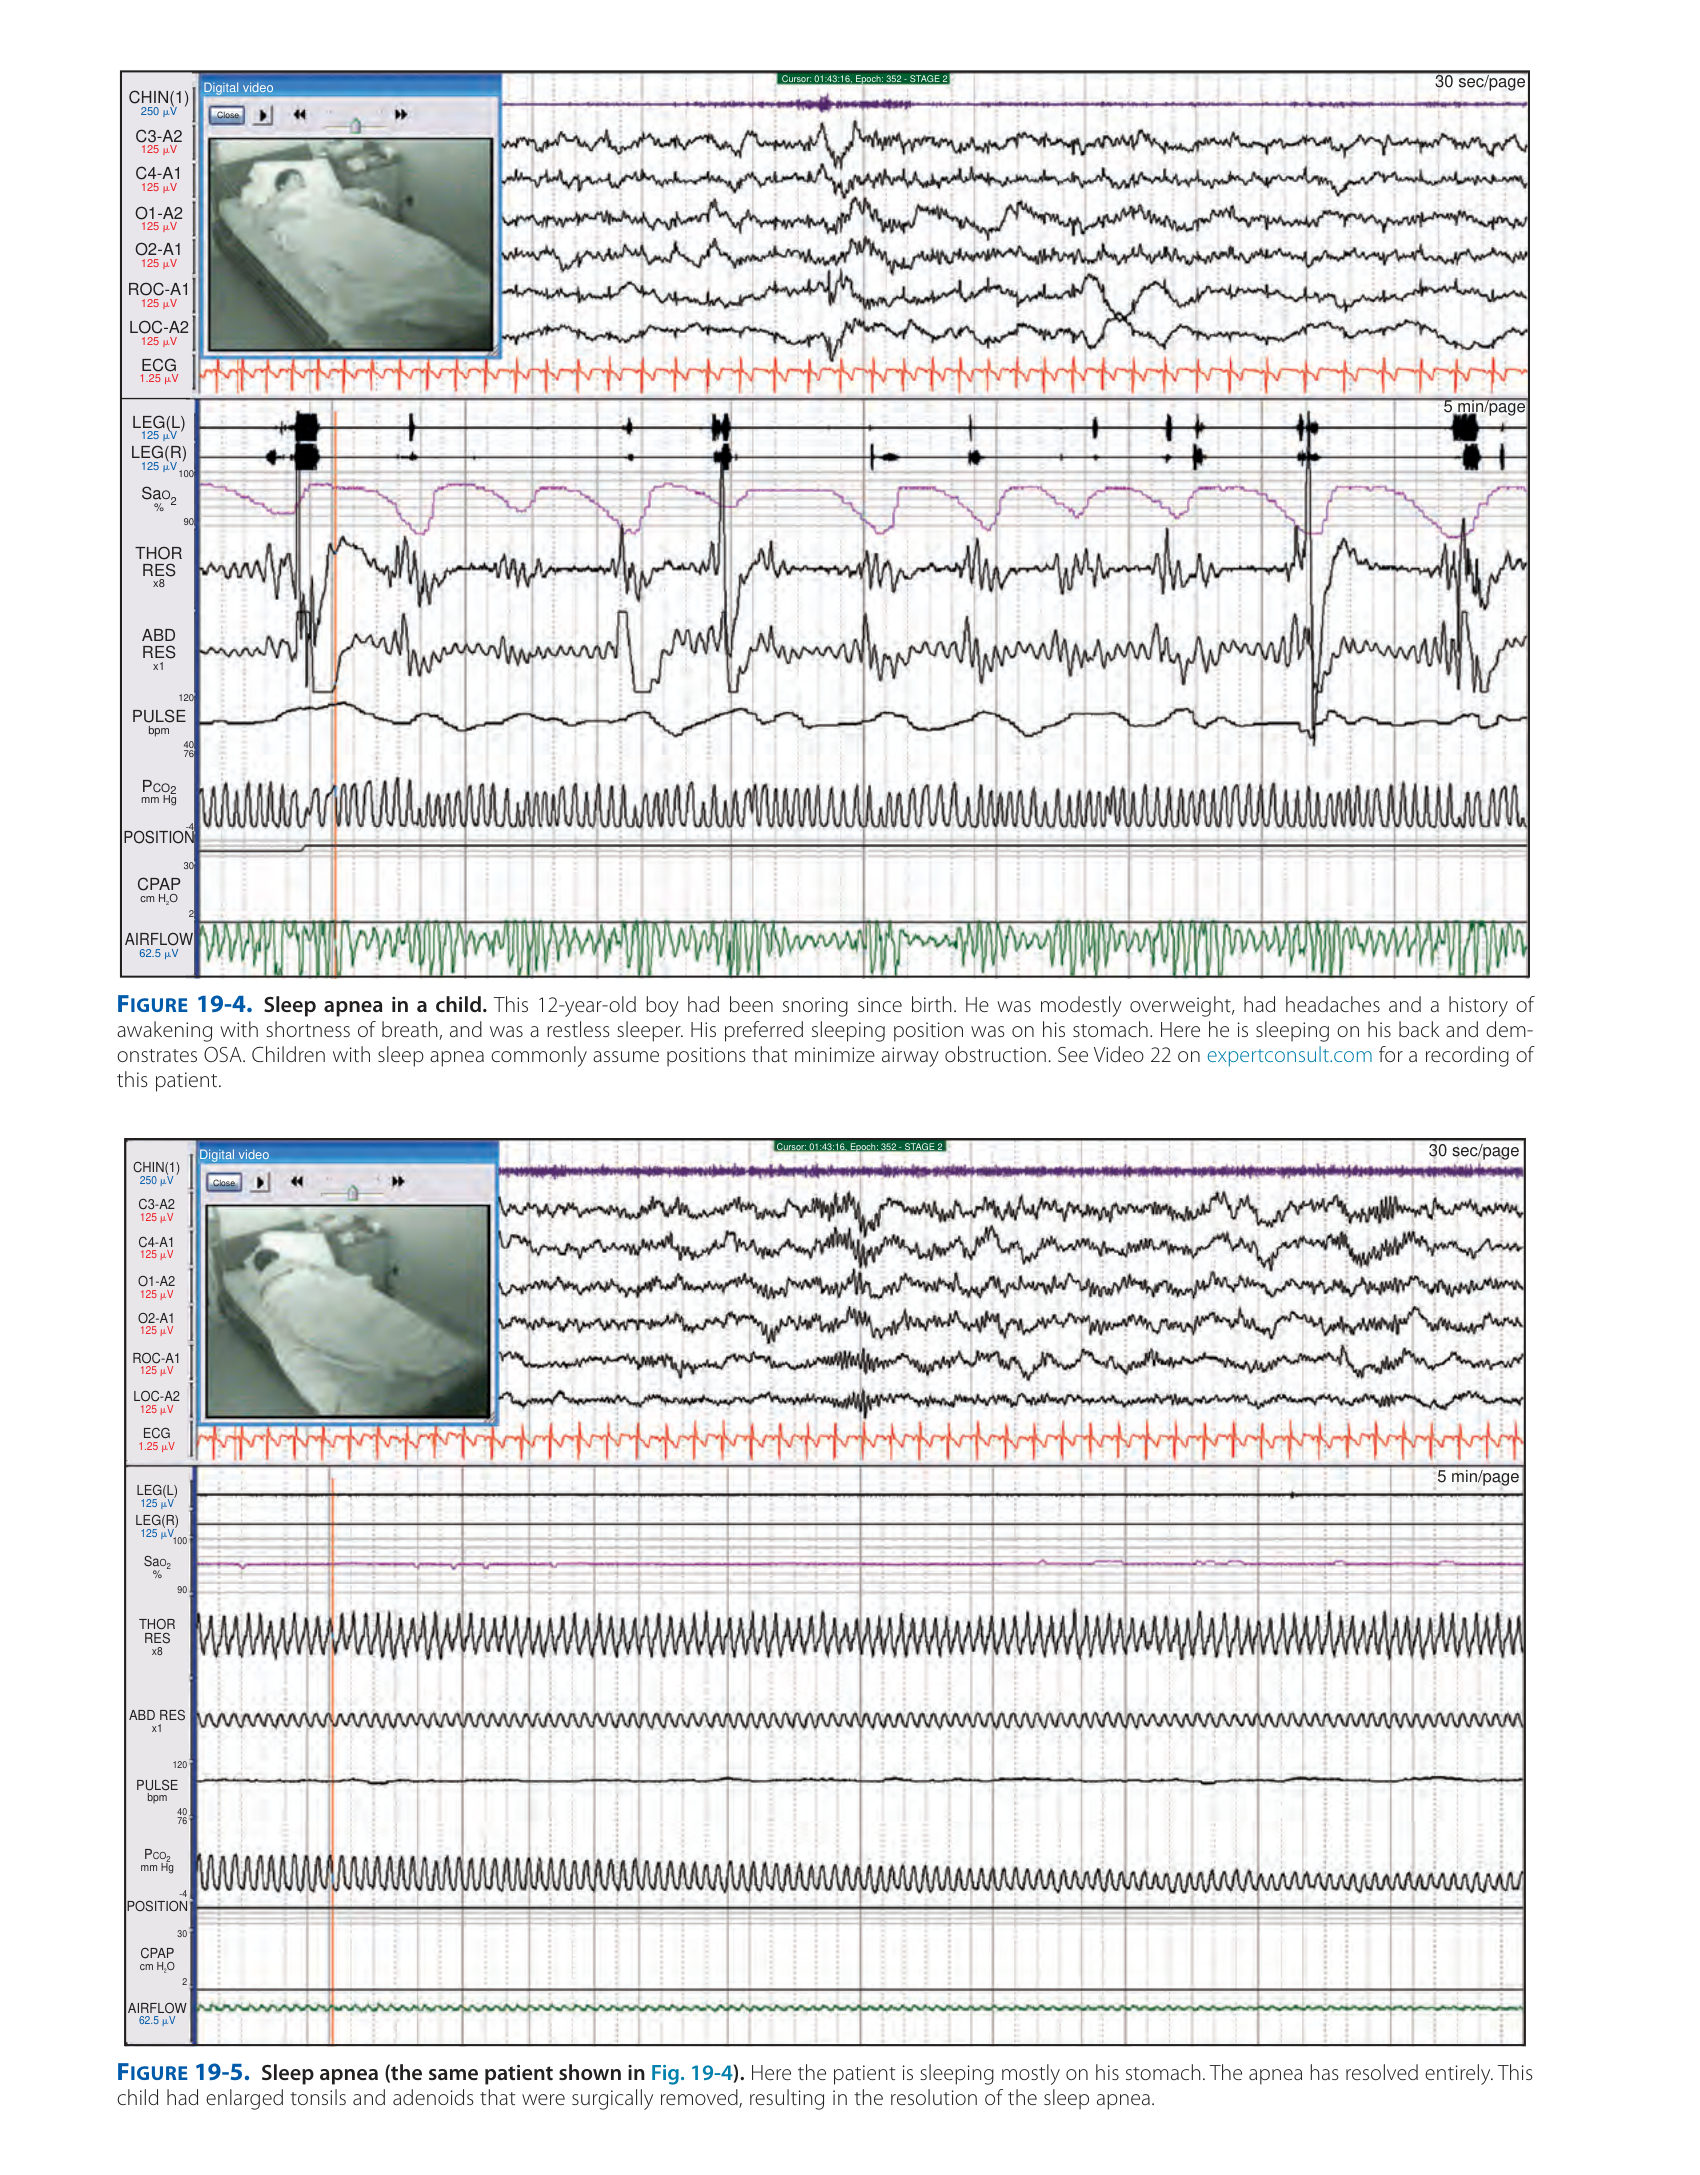 Cursor: 01:43:16, Epoch: 352 - STAGE 2
30 sec/page
Digital video
Close
CHIN(1)
250 µV
C3-A2
125 µV
C4-A1
125 µV
O1-A2
125 µV
O2-A1
125 µV
ROC-A1
125 µV
LOC-A2
125 µV
ECG
1.25 µV
5 min/page
LEG(L)
125 µV
LEG(R)
125 µV
100
Sao2
%
90
THOR
RES
x8
ABD
RES
x1
120
PULSE
bpm
40
76
Pco2
mm Hg
-4
POSITION
30
CPAP
cm H2O
2
AIRFLOW
62.5 µV
FIGURE 19-4. Sleep apnea in a child. This 12-year-old boy had been snoring since birth. He was modestly overweight, had headaches and a history of
awakening with shortness of breath, and was a restless sleeper. His preferred sleeping position was on his stomach. Here he is sleeping on his back and dem-
onstrates OSA. Children with sleep apnea commonly assume positions that minimize airway obstruction. See Video 22 on expertconsult.com for a recording of
this patient.
Cursor: 01:43:16, Epoch: 352 - STAGE 2
30 sec/page
Digital video
Close
CHIN(1)
250 µV
C3-A2
125 µV
C4-A1
125 µV
O1-A2
125 µV
O2-A1
125 µV
ROC-A1
125 µV
LOC-A2
125 µV
ECG
1.25 µV
5 min/page
LEG(L)
125 µV
LEG(R)
125 µV
100
Sao2
%
90
THOR
RES
x8
ABD RES
x1
120
PULSE
bpm
40
76
Pco2
mm Hg
-4
POSITION
30
CPAP
cm H2O
2
AIRFLOW
62.5 µV
FIGURE 19-5. Sleep apnea (the same patient shown in Fig. 19-4). Here the patient is sleeping mostly on his stomach. The apnea has resolved entirely. This
child had enlarged tonsils and adenoids that were surgically removed, resulting in the resolution of the sleep apnea.